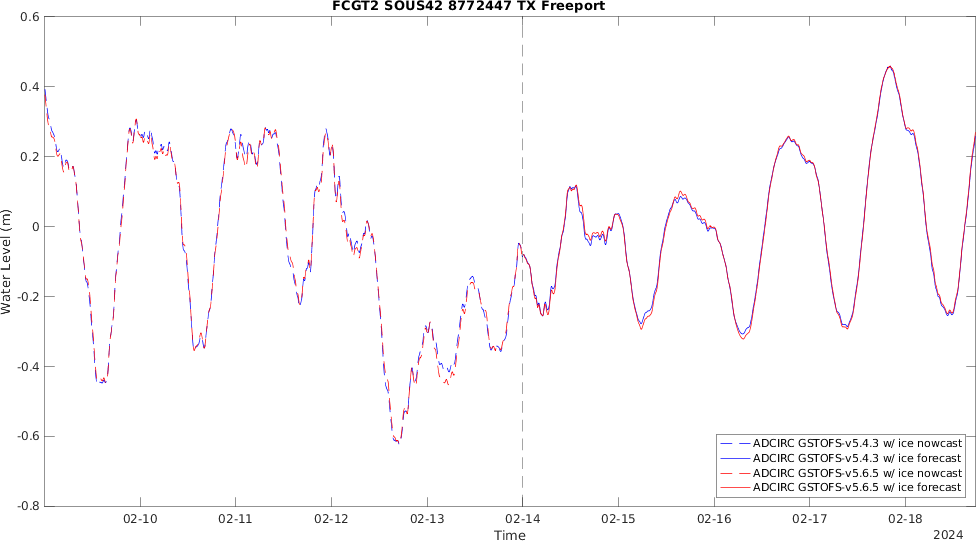 FCGT2 SOUS42 8772447 TX Freeport
Water Level (m)
0.6
0.4
0.2
0
-0.2
-0.4
-0.6
-0.8
ADCIRC GSTOFS-v5.4.3 w/ ice nowcast
ADCIRC GSTOFS-v5.4.3 w/ ice forecast
ADCIRC GSTOFS-v5.6.5 w/ ice nowcast
ADCIRC GSTOFS-v5.6.5 w/ ice forecast
02-10 02-11 02-12 02-13 02-14 02-15 02-16 02-17 02-18
Time
2024